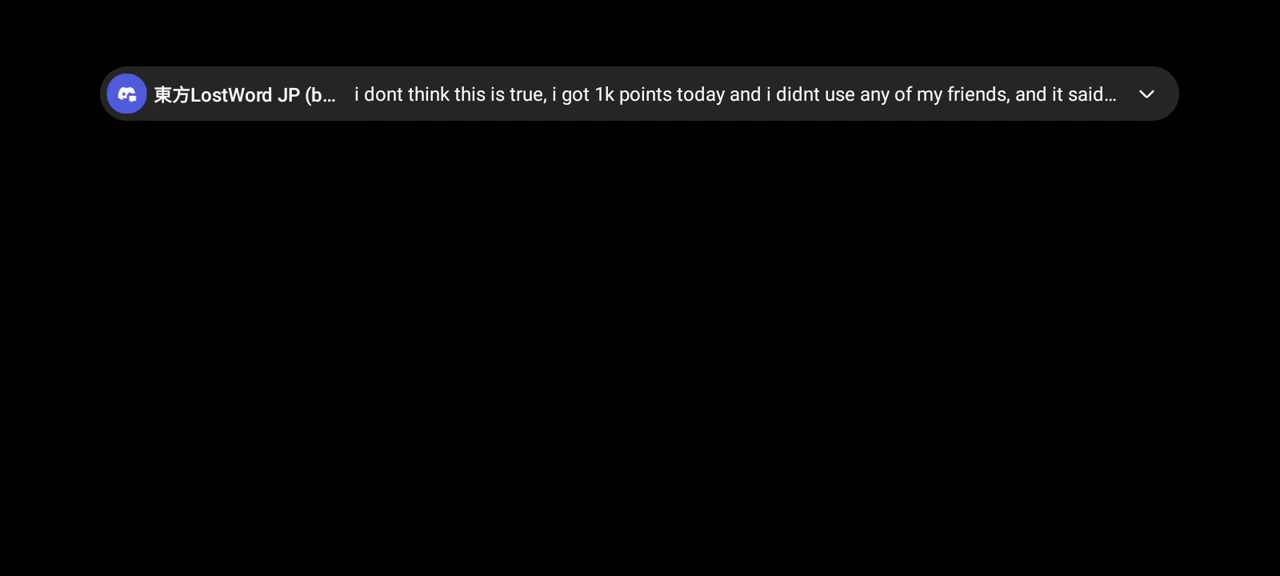 東方LostWord JP (b… i dont think this is true, i got 1k points today and i didnt use any of my friends, and it said…